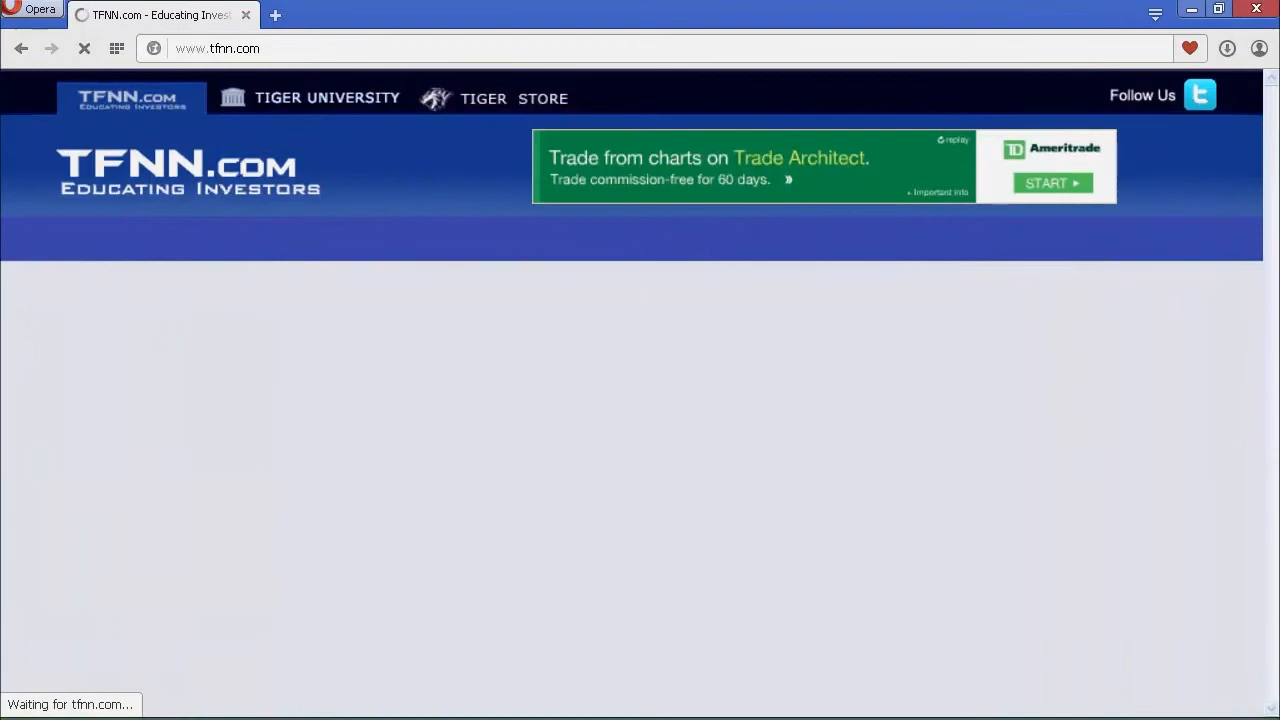 Opera
TFNN.com - Educating Invest
www.tfnn.com
TFNN.COM
EDUCATING INVESTORS
TIGER UNIVERSITY
TIGER STORE
Follow Us
TFNN.COM
EDUCATING INVESTORS
Trade from charts on Trade Architect.
Trade commission-free for 60 days. »
replay
+ Important Info
TD Ameritrade
START
Waiting for tfnn.com...